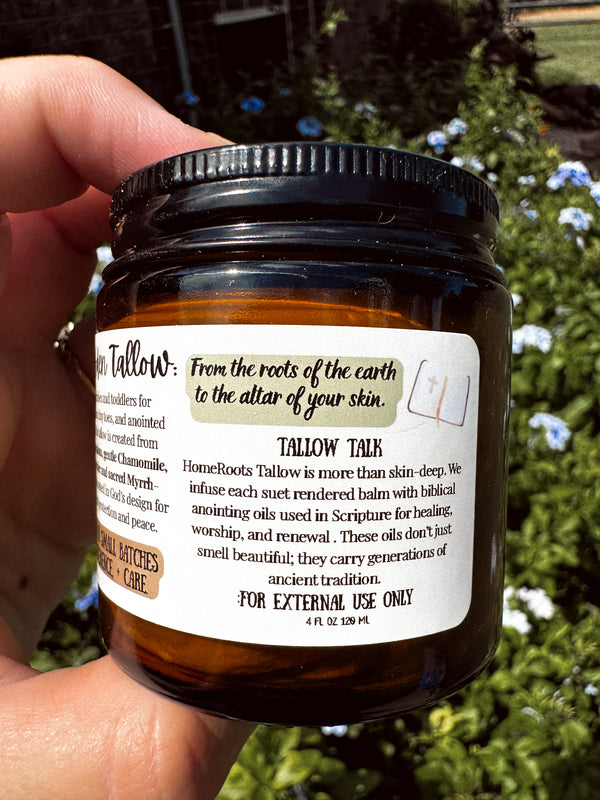 Tallow:
and toddlers for
toes, and anointed
is created from
gentle Chamomile,
and sacred Myrrh-
in God's design for
and peace.
SMALL BATCHES
+ CARE.
From the roots of the earth
to the altar of your skin.
TALLOW TALK
HomeRoots Tallow is more than skin-deep. We
infuse each suet rendered balm with biblical
anointing oils used in Scripture for healing,
worship, and renewal . These oils don't just
smell beautiful; they carry generations of
ancient tradition.
:FOR EXTERNAL USE ONLY
4 FL OZ 120 ML